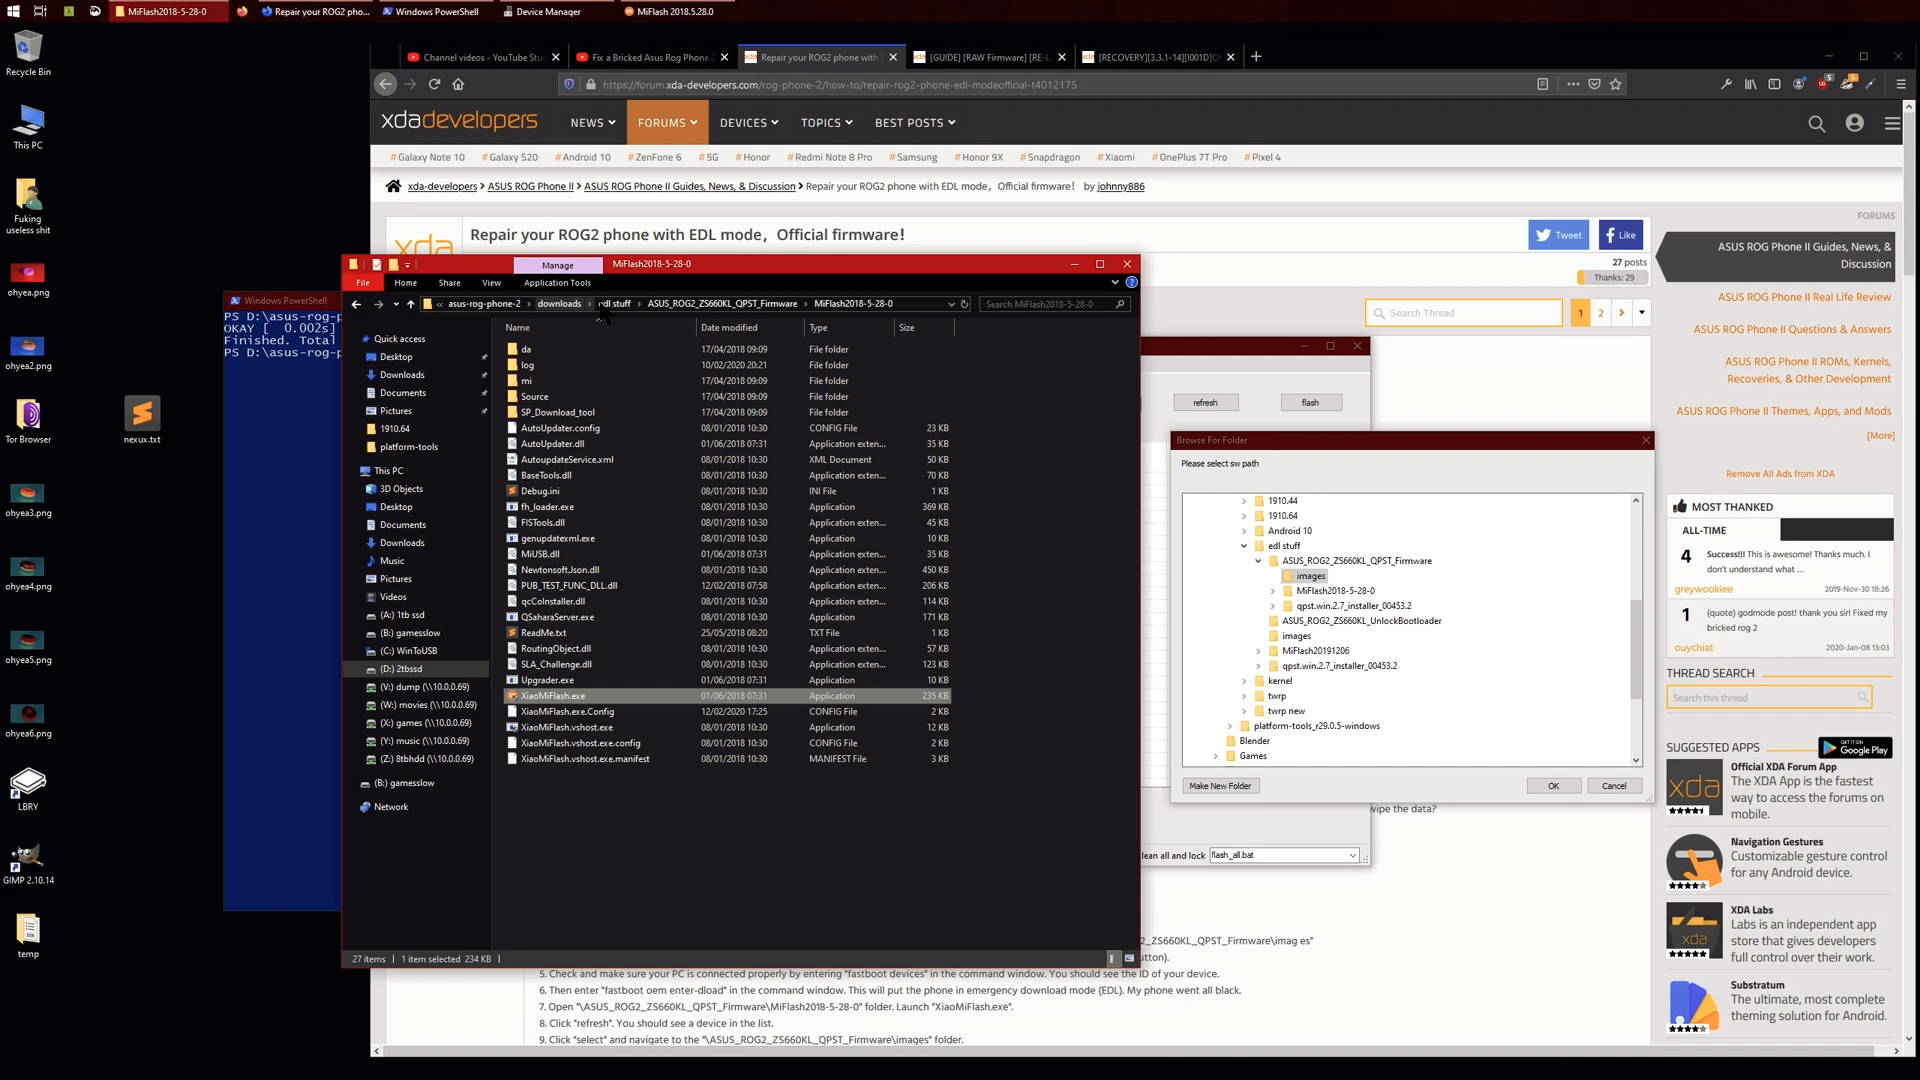 MiFlash2018-5-28-0
Repair your ROG2 pho...
Windows PowerShell
Device Manager
MiFlash 2018.5.28.0
Recycle Bin
This PC
Fuking useless shit
ohyea.png
ohyea2.png
Tor Browser
nexux.txt
ohyea3.png
ohyea4.png
ohyea5.png
ohyea6.png
LBRY
GIMP 2.10.14
temp
Channel videos - YouTube Stu
Fix a Bricked Asus Rog Phone
Repair your ROG2 phone with
[GUIDE] [RAW Firmware] [RE-L
[RECOVERY][3.3.1-14][I001D]O
https://forum.xda-developers.com/rog-phone-2/how-to/repair-rog2-phone-edl-modeofficial-t4012175
xdadevelopers
NEWS
FORUMS
DEVICES
TOPICS
BEST POSTS
#Galaxy Note 10 #Galaxy S20 #Android 10 #ZenFone 6 #5G #Honor #Redmi Note 8 Pro #Samsung #Honor 9X #Snapdragon #Xiaomi #OnePlus 7T Pro #Pixel 4
xda-developers > ASUS ROG Phone II > ASUS ROG Phone II Guides, News, & Discussion > Repair your ROG2 phone with EDL mode，Official firmware! by johnny886
xda
Repair your ROG2 phone with EDL mode，Official firmware!
Tweet
Like
27 posts
Thanks: 29
Search Thread
1
2
Windows PowerShell
PS D:\asus-rog-p
OKAY [ 0.002s]
Finished. Total
PS D:\asus-rog-p
Manage
MiFlash2018-5-28-0
File
Home
Share
View
Application Tools
« asus-rog-phone-2 > downloads > edl stuff > ASUS_ROG2_ZS660KL_QPST_Firmware > MiFlash2018-5-28-0
Search MiFlash2018-5-28-0
Quick access
Desktop
Downloads
Documents
Pictures
1910.64
platform-tools
This PC
3D Objects
Desktop
Documents
Downloads
Music
Pictures
Videos
(A:) 1tb ssd
(B:) gamesslow
(C:) WinToUSB
(D:) 2tbssd
(V:) dump (\\10.0.0.69)
(W:) movies (\\10.0.0.69)
(X:) games (\\10.0.0.69)
(Y:) music (\\10.0.0.69)
(Z:) 8tbhdd (\\10.0.0.69)
(B:) gamesslow
Network
Name Date modified Type Size
da 17/04/2018 09:09 File folder
log 10/02/2020 20:21 File folder
mi 17/04/2018 09:09 File folder
Source 17/04/2018 09:09 File folder
SP_Download_tool 17/04/2018 09:09 File folder
AutoUpdater.config 08/01/2018 10:30 CONFIG File 23 KB
AutoUpdater.dll 01/06/2018 07:31 Application exten... 35 KB
AutoupdateService.xml 08/01/2018 10:30 XML Document 50 KB
BaseTools.dll 08/01/2018 10:30 Application exten... 70 KB
Debug.ini 08/01/2018 10:30 INI File 1 KB
fh_loader.exe 08/01/2018 10:30 Application 369 KB
FISTools.dll 08/01/2018 10:30 Application exten... 45 KB
genupdatexml.exe 08/01/2018 10:30 Application 10 KB
MiUSB.dll 01/06/2018 07:31 Application exten... 35 KB
Newtonsoft.Json.dll 08/01/2018 10:30 Application exten... 450 KB
PUB_TEST_FUNC_DLL.dll 12/02/2018 07:58 Application exten... 206 KB
qcCoInstaller.dll 08/01/2018 10:30 Application exten... 114 KB
QSaharaServer.exe 08/01/2018 10:30 Application 171 KB
ReadMe.txt 25/05/2018 08:20 TXT File 1 KB
RoutingObject.dll 08/01/2018 10:30 Application exten... 57 KB
SLA_Challenge.dll 08/01/2018 10:30 Application exten... 123 KB
Upgrader.exe 01/06/2018 07:31 Application 10 KB
XiaoMiFlash.exe 01/06/2018 07:31 Application 235 KB
XiaoMiFlash.exe.Config 12/02/2020 17:25 CONFIG File 2 KB
XiaoMiFlash.vshost.exe 08/01/2018 10:30 Application 12 KB
XiaoMiFlash.vshost.exe.config 08/01/2018 10:30 CONFIG File 2 KB
XiaoMiFlash.vshost.exe.manifest 08/01/2018 10:30 MANIFEST File 3 KB
27 items
1 item selected 234 KB
refresh
flash
Browse For Folder
Please select sw path
1910.44
1910.64
Android 10
edl stuff
ASUS_ROG2_ZS660KL_QPST_Firmware
images
MiFlash2018-5-28-0
qpst.win.2.7_installer_00453.2
ASUS_ROG2_ZS660KL_UnlockBootloader
images
MiFlash20191206
qpst.win.2.7_installer_00453.2
kernel
twrp
twrp new
platform-tools_r29.0.5-windows
Blender
Games
Make New Folder
OK
Cancel
wipe the data?
lean all and lock
flash_all.bat
2_ZS660KL_QPST_Firmware\imag es"
tton).
5. Check and make sure your PC is connected properly by entering "fastboot devices" in the command window. You should see the ID of your device.
6. Then enter "fastboot oem enter-dload" in the command window. This will put the phone in emergency download mode (EDL). My phone went all black.
7. Open "\ASUS_ROG2_ZS660KL_QPST_Firmware\MiFlash2018-5-28-0" folder. Launch "XiaoMiFlash.exe".
8. Click "refresh". You should see a device in the list.
9. Click "select" and navigate to the "\ASUS_ROG2_ZS660KL_QPST_Firmware\images" folder.
FORUMS
ASUS ROG Phone II Guides, News, & Discussion
ASUS ROG Phone II Real Life Review
ASUS ROG Phone II Questions & Answers
ASUS ROG Phone II ROMs, Kernels, Recoveries, & Other Development
ASUS ROG Phone II Themes, Apps, and Mods
[More]
Remove All Ads from XDA
MOST THANKED
ALL-TIME
4
Success!!! This is awesome! Thanks much. I don't understand what ...
greywookiee
2019-Nov-30 18:26
1
(quote) godmode post! thank you sir! Fixed my bricked rog 2
ouychiat
2020-Jan-08 13:03
THREAD SEARCH
Search this thread
SUGGESTED APPS
GET IT ON
Google Play
xda
Official XDA Forum App
The XDA App is the fastest way to access the forums on mobile.
Navigation Gestures
Customizable gesture control for any Android device.
xda
XDA Labs
Labs is an independent app store that gives developers full control over their work.
Substratum
The ultimate, most complete theming solution for Android.